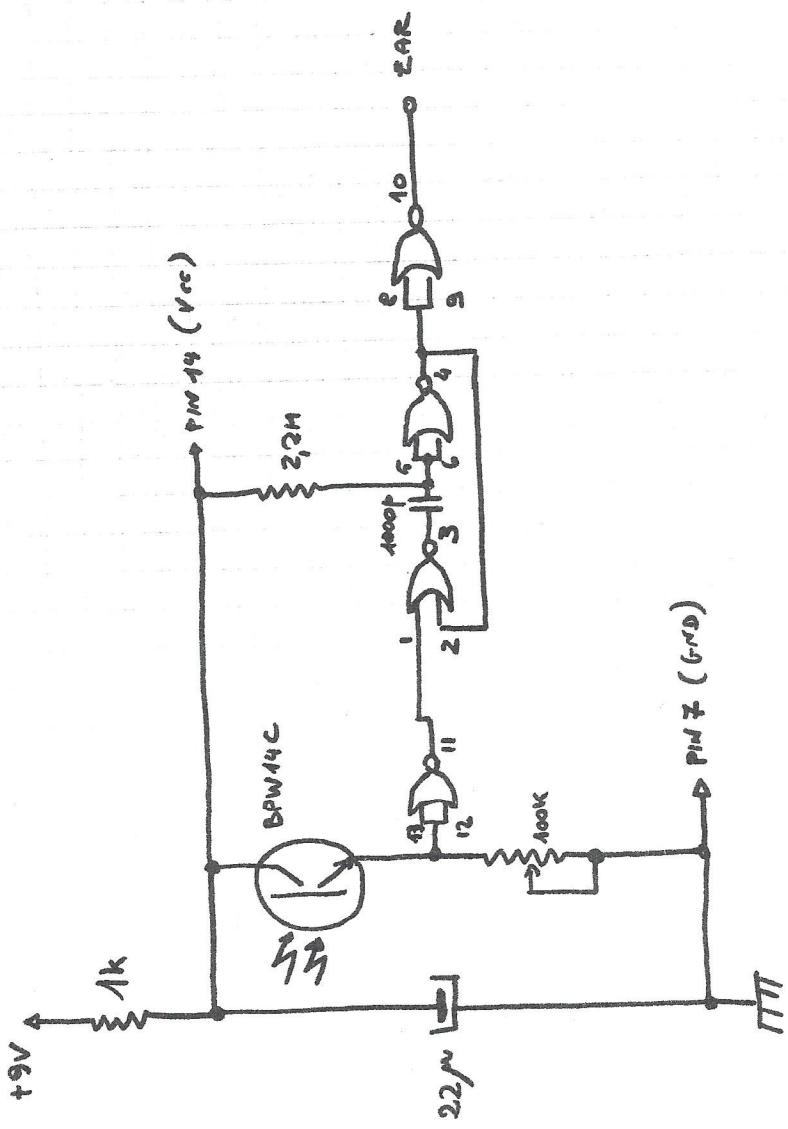 +9V
1K
PIN 14 (Vcc)
BPW14C
2,2M
1000p
13
12
11
1
2
3
5
6
4
8
9
10
EAR
100K
22µ
PIN 7 (GND)